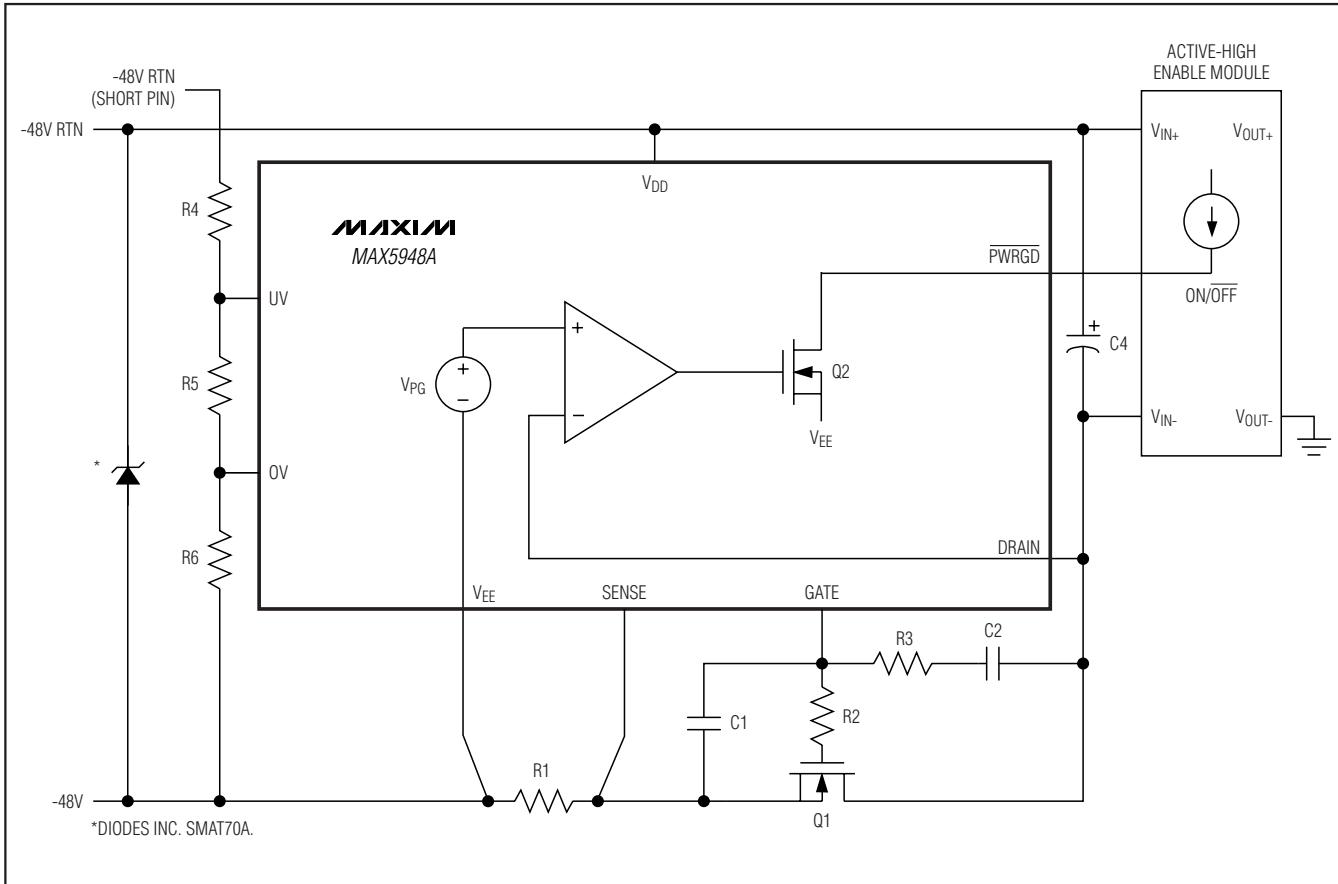 ACTIVE-HIGH
ENABLE MODULE
-48V RTN
(SHORT PIN)
-48V RTN
VIN+
VOUT+
VDD
R4
MAXIM
MAX5948A
PWRGD
ON/OFF
UV
+
C4
+
Q2
R5
VPG
+
−
−
VEE
VIN-
VOUT-
*
OV
R6
DRAIN
VEE
SENSE
GATE
R3
C2
C1
R2
R1
-48V
Q1
*DIODES INC. SMAT70A.